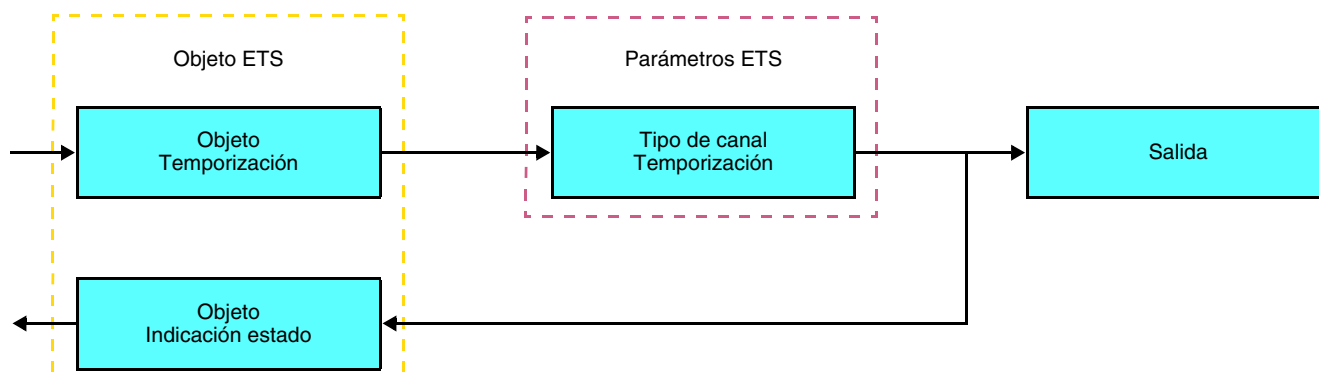 Objeto ETS
Parámetros ETS
Objeto
Temporización
Tipo de canal
Temporización
Salida
Objeto
Indicación estado